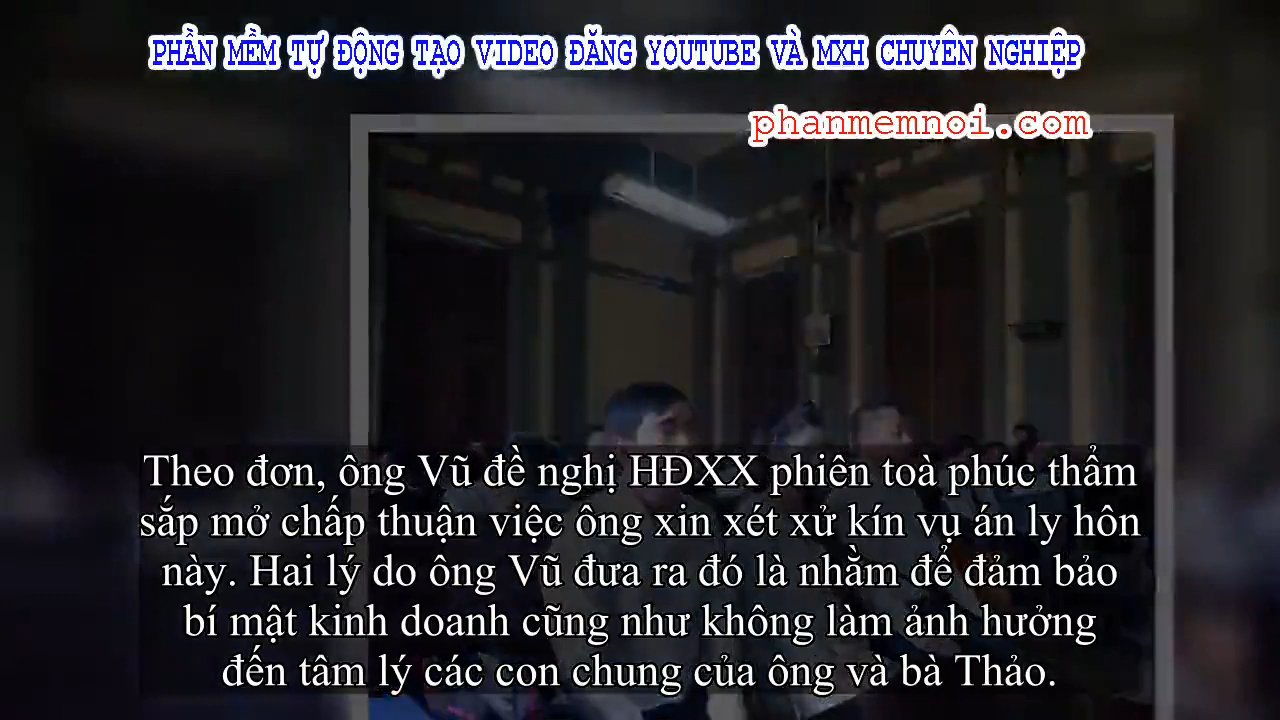 PHẦN MỀM TỰ ĐỘNG TẠO VIDEO ĐĂNG YOUTUBE VÀ MXH CHUYÊN NGHIỆP
phanmemnoi.com
Theo đơn, ông Vũ đề nghị HĐXX phiên toà phúc thẩm
sắp mở chấp thuận việc ông xin xét xử kín vụ án ly hôn
này. Hai lý do ông Vũ đưa ra đó là nhằm để đảm bảo
bí mật kinh doanh cũng như không làm ảnh hưởng
đến tâm lý các con chung của ông và bà Thảo.